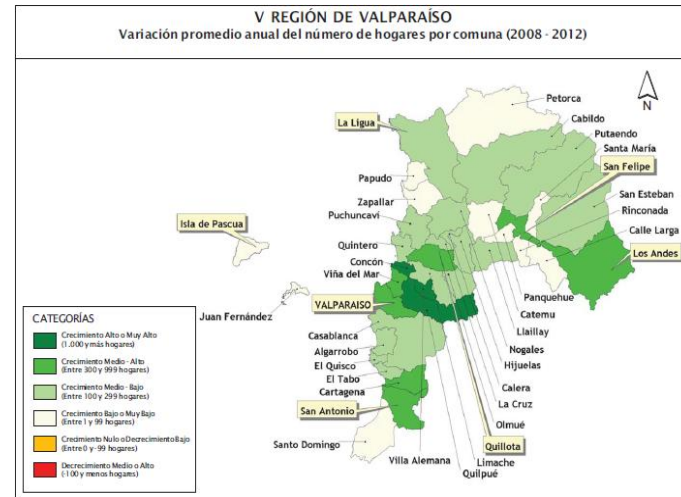 V REGIÓN DE VALPARAÍSO
Variación promedio anual del número de hogares por comuna (2008 - 2012)
N
Petorca
La Ligua
Cabildo
Putaendo
Santa María
San Felipe
Papudo
Zapallar
San Esteban
Rinconada
Puchuncaví
Isla de Pascua
Calle Larga
Quintero
Los Andes
Concón
Viña del Mar
Panquehue
VALPARAISO
Catemu
Juan Fernández
Llaillay
Nogales
Casablanca
Hijuelas
Algarrobo
El Quisco
Calera
El Tabo
La Cruz
Cartagena
Olmué
San Antonio
Quillota
Santo Domingo
Limache
Villa Alemana
Quilpué
CATEGORÍAS
Crecimiento Alto o Muy Alto
(1.000 y más hogares)
Crecimiento Medio - Alto
(Entre 300 y 999 hogares)
Crecimiento Medio - Bajo
(Entre 100 y 299 hogares)
Crecimiento Bajo o Muy Bajo
(Entre 1 y 99 hogares)
Crecimiento Nulo o Decrecimiento Bajo
(Entre 0 y -99 hogares)
Decrecimiento Medio o Alto
(-100 y menos hogares)